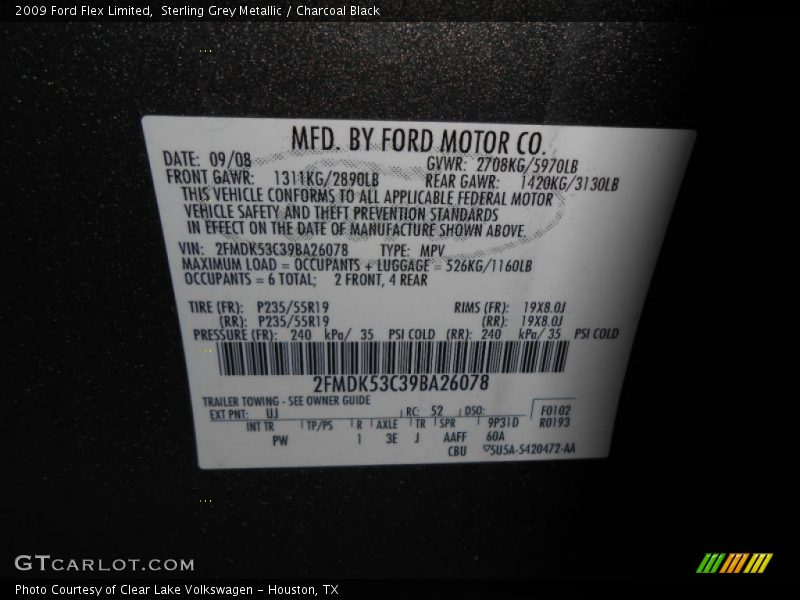 2009 Ford Flex Limited,  Sterling Grey Metallic / Charcoal Black
MFD. BY FORD MOTOR CO.
DATE: 09/08 GVWR: 2708KG/5970LB
FRONT GAWR: 1311KG/2890LB REAR GAWR: 1420KG/3130LB
THIS VEHICLE CONFORMS TO ALL APPLICABLE FEDERAL MOTOR
VEHICLE SAFETY AND THEFT PREVENTION STANDARDS
IN EFFECT ON THE DATE OF MANUFACTURE SHOWN ABOVE.
VIN: 2FMDK53C39BA26078 TYPE: MPV
MAXIMUM LOAD = OCCUPANTS + LUGGAGE = 526KG/1160LB
OCCUPANTS = 6 TOTAL; 2 FRONT, 4 REAR
TIRE (FR): P235/55R19 RIMS (FR): 19X8.0J
(RR): P235/55R19 (RR): 19X8.0J
PRESSURE (FR): 240 kPa/ 35 PSI COLD (RR): 240 kPa/ 35 PSI COLD
2FMDK53C39BA26078
TRAILER TOWING - SEE OWNER GUIDE
EXT PNT: UJ RC: 52 DSO: F0102
INT TR TP/PS R AXLE TR SPR 9P31D R0193
PW 1 3E J AAFF 60A
CBU ▽5U5A-5420472-AA
GTCARLOT.COM
Photo Courtesy of Clear Lake Volkswagen – Houston, TX